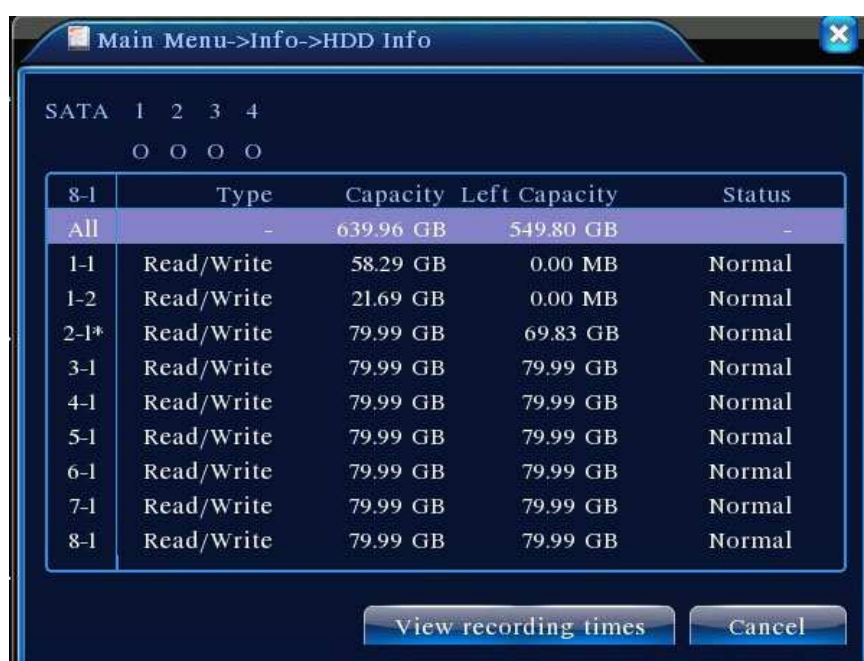 Main Menu->Info->HDD Info
SATA 1 2 3 4
O O O O
8-1 Type Capacity Left Capacity Status
All - 639.96 GB 549.80 GB -
1-1 Read/Write 58.29 GB 0.00 MB Normal
1-2 Read/Write 21.69 GB 0.00 MB Normal
2-1* Read/Write 79.99 GB 69.83 GB Normal
3-1 Read/Write 79.99 GB 79.99 GB Normal
4-1 Read/Write 79.99 GB 79.99 GB Normal
5-1 Read/Write 79.99 GB 79.99 GB Normal
6-1 Read/Write 79.99 GB 79.99 GB Normal
7-1 Read/Write 79.99 GB 79.99 GB Normal
8-1 Read/Write 79.99 GB 79.99 GB Normal
View recording times Cancel